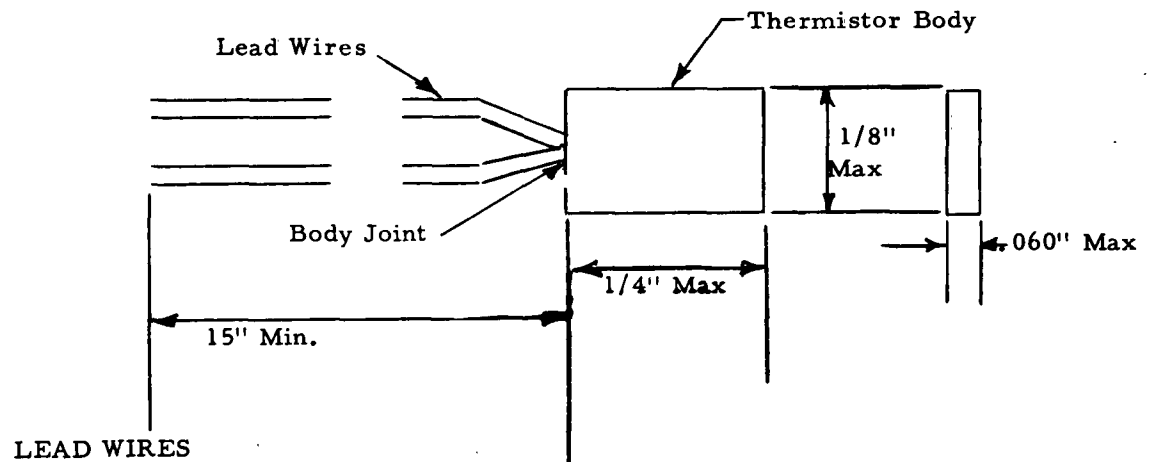 Thermistor Body
Lead Wires
1/8"
Max
Body Joint
.060" Max
1/4" Max
15" Min.
LEAD WIRES